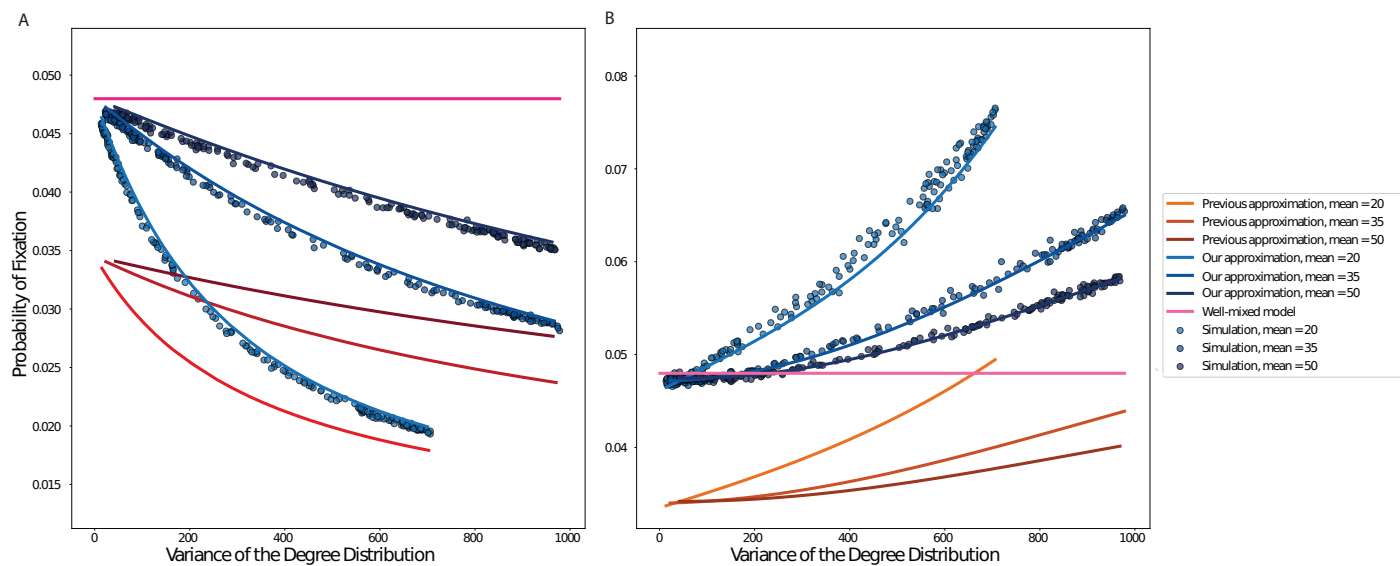 A
B
0.050
0.045
0.040
0.035
0.030
0.025
0.020
0.015
Probability of Fixation
0 200 400 600 800 1000
Variance of the Degree Distribution
0.08
0.07
0.06
0.05
0.04
0 200 400 600 800 1000
Variance of the Degree Distribution
Previous approximation, mean = 20
Previous approximation, mean = 35
Previous approximation, mean = 50
Our approximation, mean = 20
Our approximation, mean = 35
Our approximation, mean = 50
Well-mixed model
Simulation, mean = 20
Simulation, mean = 35
Simulation, mean = 50